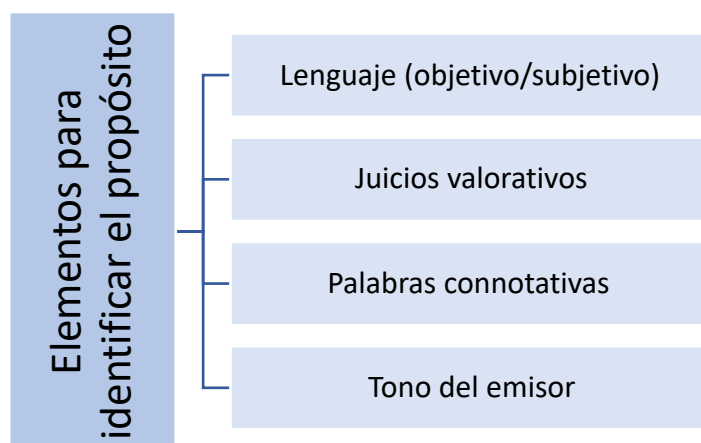 Elementos para
identificar el propósito
Lenguaje (objetivo/subjetivo)
Juicios valorativos
Palabras connotativas
Tono del emisor